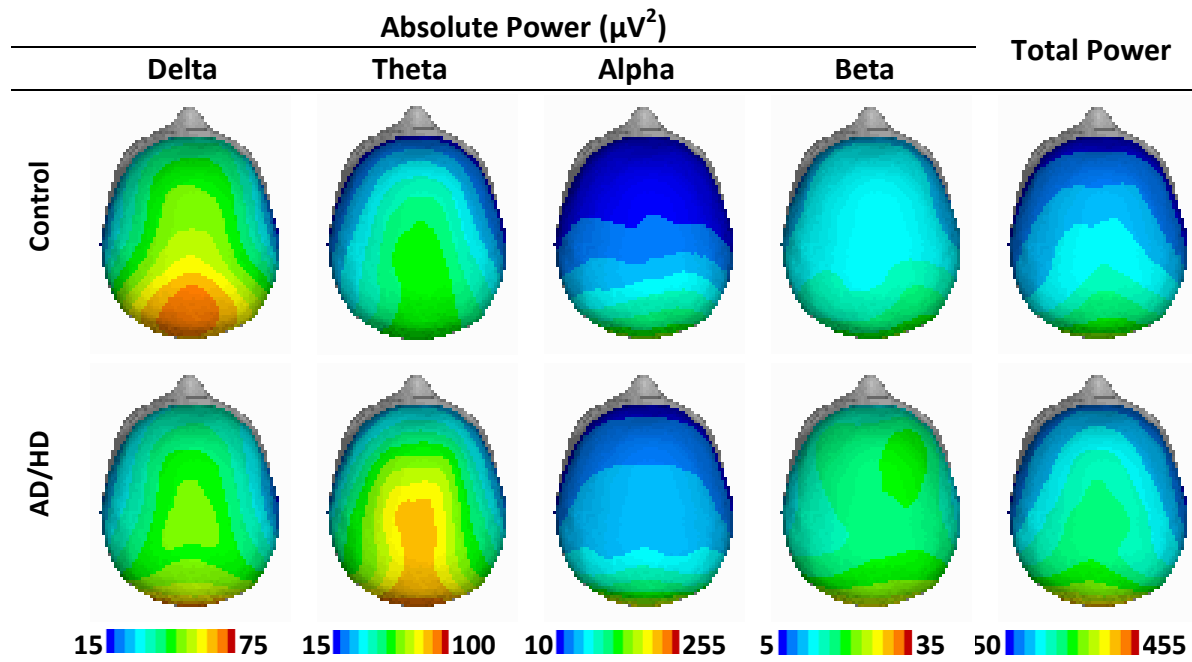 Absolute Power (µV²)
Total Power
Delta Theta Alpha Beta
Control
AD/HD
15 75 15 100 10 255 5 35 50 455